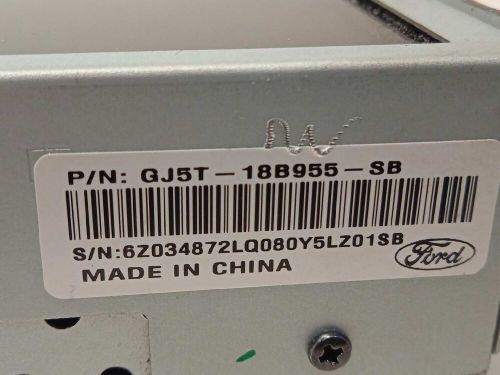 P/N: GJ5T-18B955-SB
S/N:6Z034872LQ080Y5LZ01SB
MADE IN CHINA
Ford